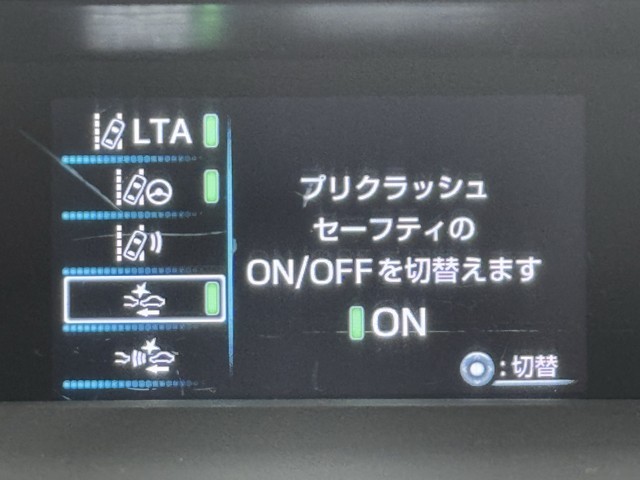 LTA
プリクラッシュ
セーフティの
ON/OFFを切替えます
ON
:切替